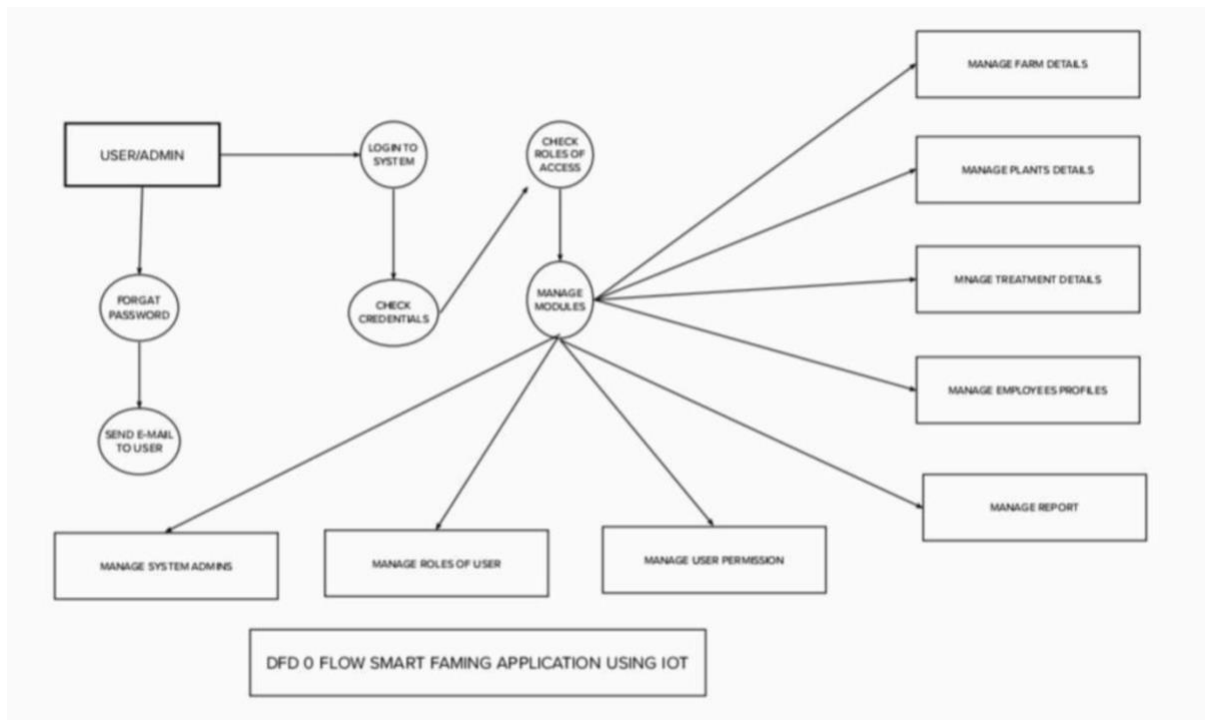 MANAGE FARM DETAILS
USER/ADMIN
LOGIN TO
SYSTEM
CHECK
ROLES OF
ACCESS
MANAGE PLANTS DETAILS
FORGAT
PASSWORD
CHECK
CREDENTIALS
MANAGE
MODULES
MNAGE TREATMENT DETAILS
MANAGE EMPLOYEES PROFILES
SEND E-MAIL
TO USER
MANAGE REPORT
MANAGE SYSTEM ADMINS
MANAGE ROLES OF USER
MANAGE USER PERMISSION
DFD 0 FLOW SMART FAMING APPLICATION USING IOT